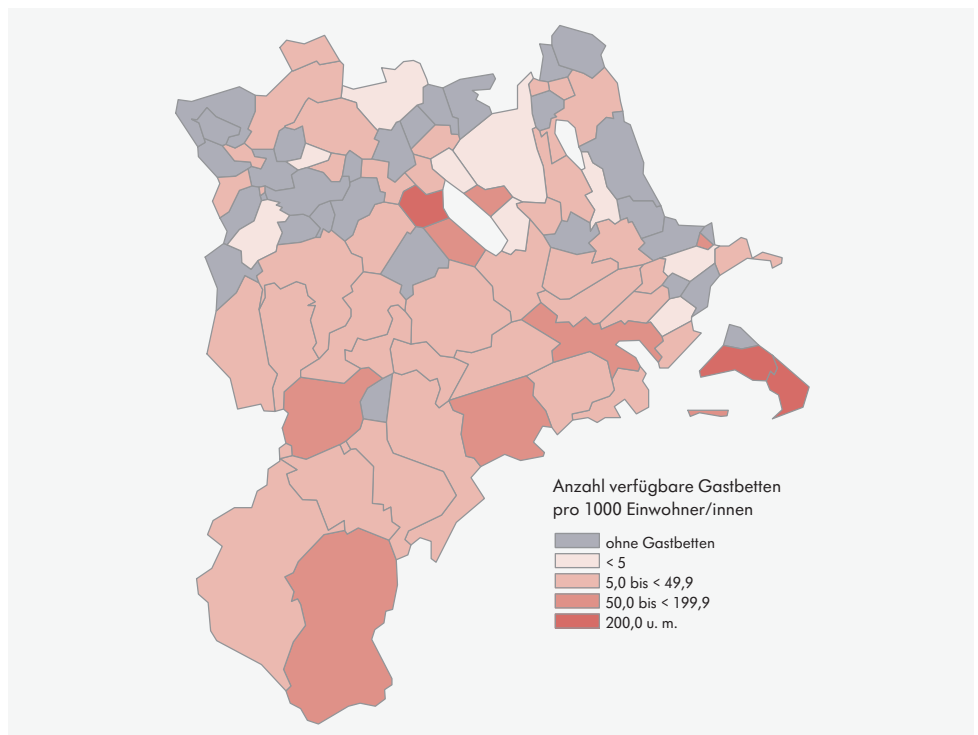 Anzahl verfügbare Gastbetten
pro 1000 Einwohner/innen
ohne Gastbetten
< 5
5,0 bis < 49,9
50,0 bis < 199,9
200,0 u. m.